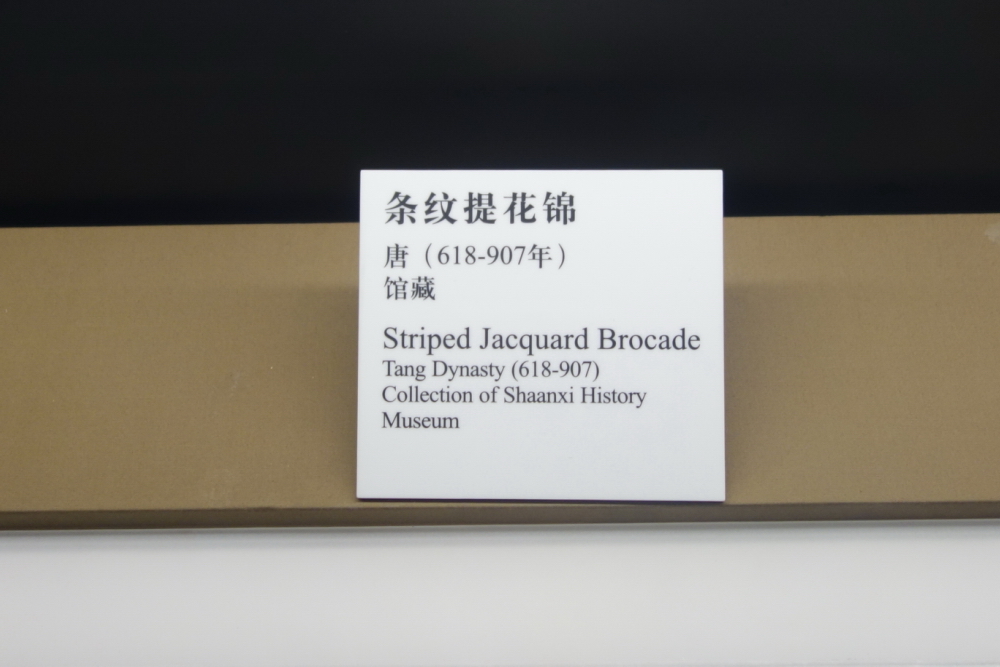 条纹提花锦
唐（618-907年）
馆藏
Striped Jacquard Brocade
Tang Dynasty (618-907)
Collection of Shaanxi History
Museum